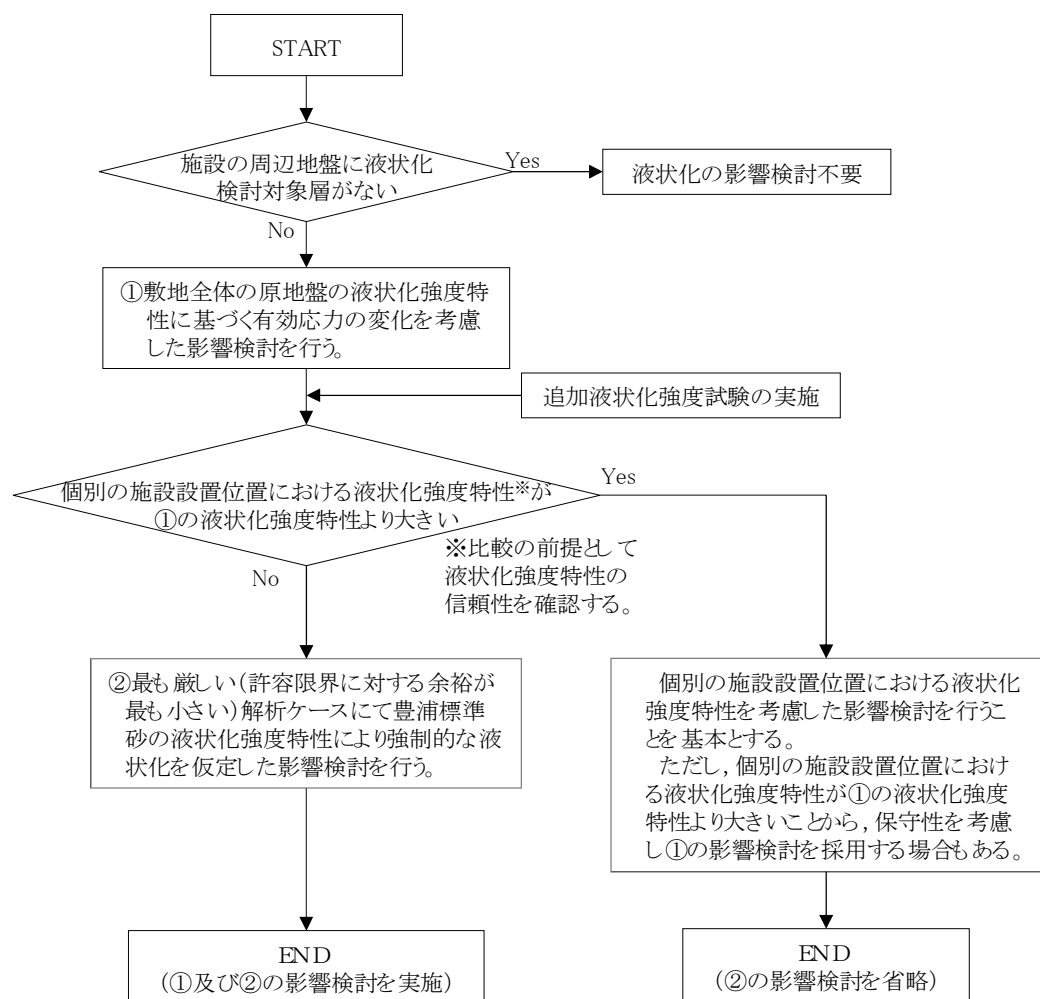 START
施設の周辺地盤に液状化
検討対象層がない
Yes
液状化の影響検討不要
No
①敷地全体の原地盤の液状化強度特
性に基づく有効応力の変化を考慮
した影響検討を行う。
追加液状化強度試験の実施
個別の施設設置位置における液状化強度特性※が
①の液状化強度特性より大きい
Yes
※比較の前提として
液状化強度特性の
信頼性を確認する。
No
②最も厳しい(許容限界に対する余裕が
最も小さい)解析ケースにて豊浦標準
砂の液状化強度特性により強制的な液
状化を仮定した影響検討を行う。
個別の施設設置位置における液状化
強度特性を考慮した影響検討を行うこ
とを基本とする。
ただし,個別の施設設置位置におけ
る液状化強度特性が①の液状化強度
特性より大きいことから,保守性を考慮
し①の影響検討を採用する場合もある。
END
(①及び②の影響検討を実施)
END
(②の影響検討を省略)